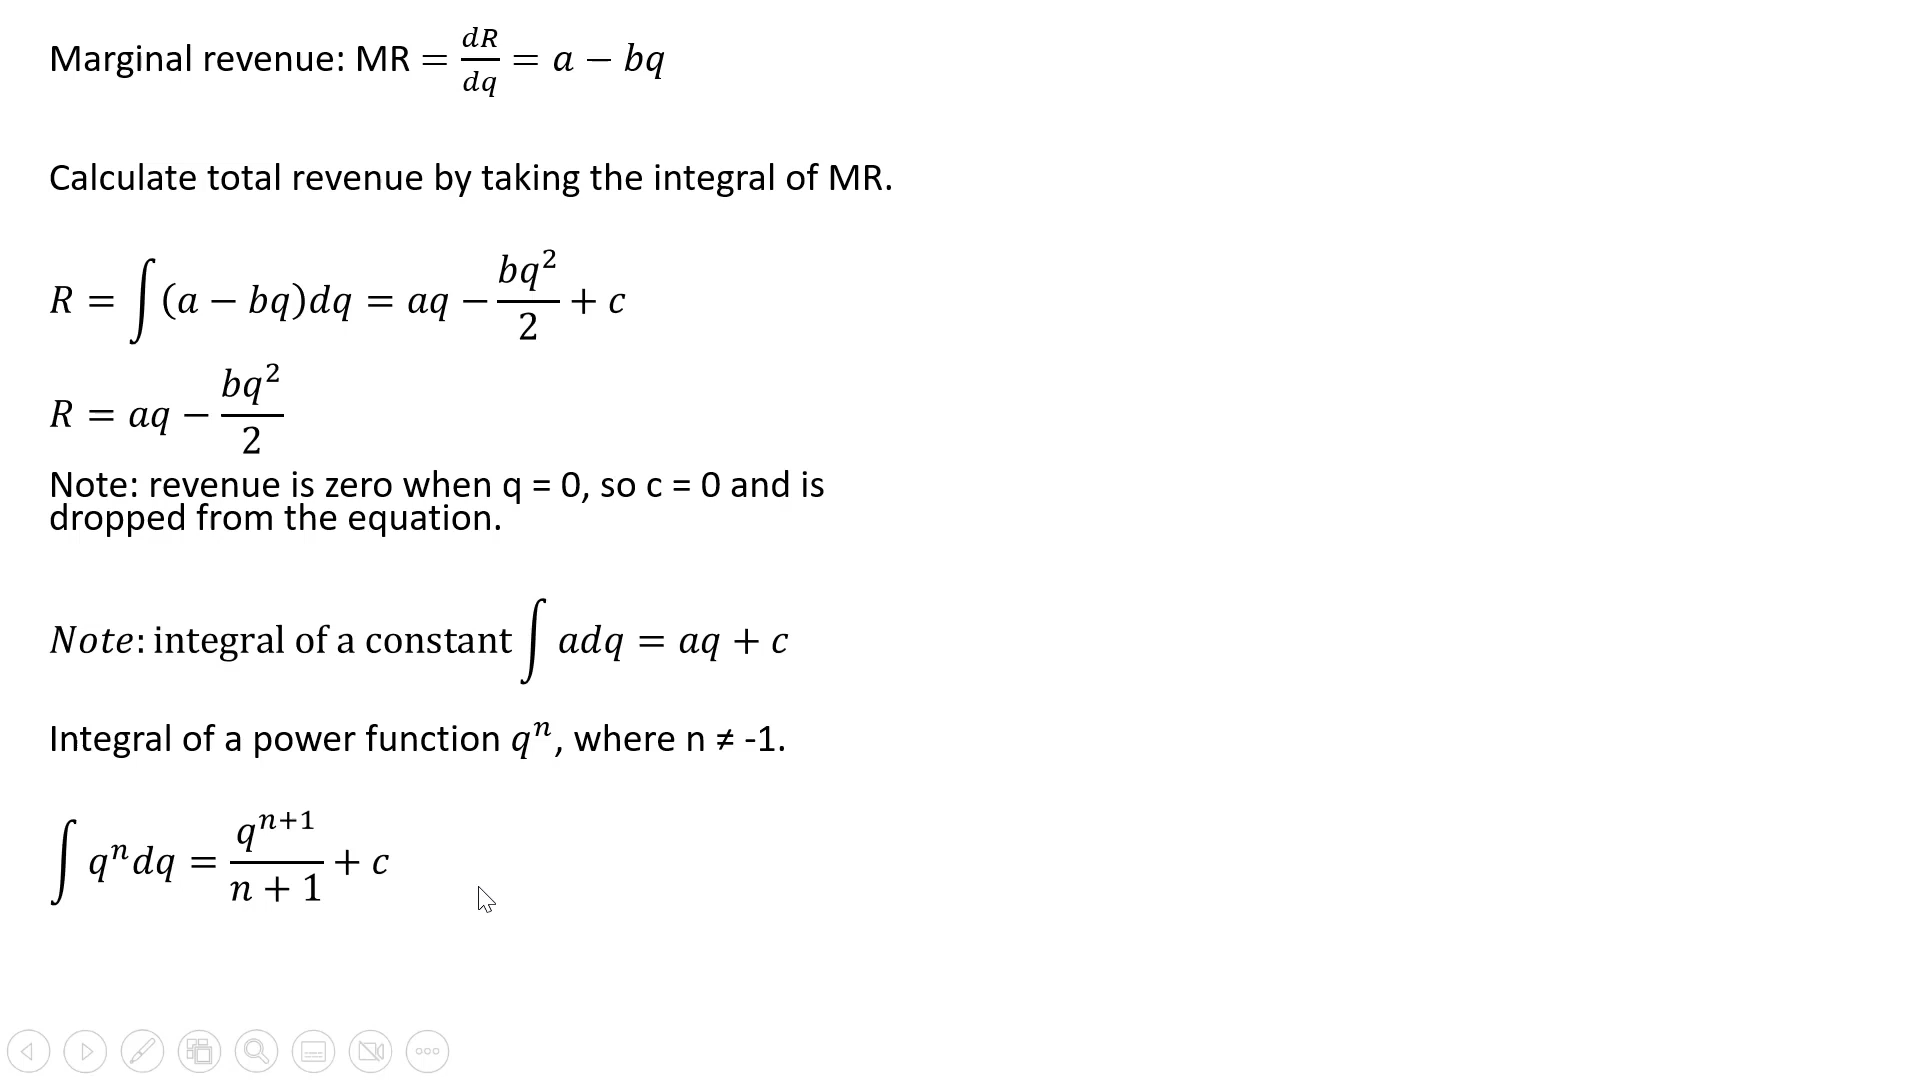 Marginal revenue: MR = dR/dq = a − bq
Calculate total revenue by taking the integral of MR.
R = ∫(a − bq)dq = aq − bq²/2 + c
R = aq − bq²/2
Note: revenue is zero when q = 0, so c = 0 and is
dropped from the equation.
Note: integral of a constant ∫ adq = aq + c
Integral of a power function qⁿ, where n ≠ -1.
∫ qⁿdq = qⁿ⁺¹/(n + 1) + c